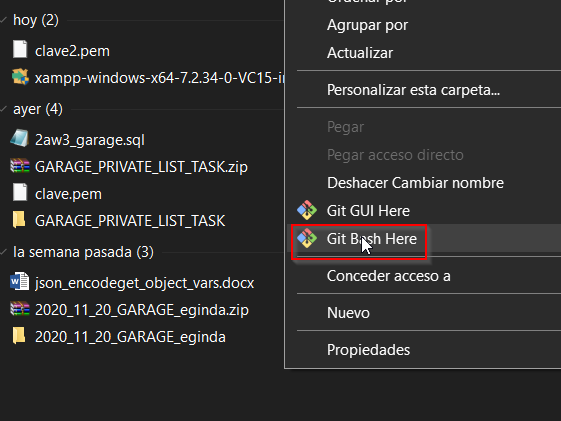 hoy (2)
clave2.pem
xampp-windows-x64-7.2.34-0-VC15-in
ayer (4)
2aw3_garage.sql
GARAGE_PRIVATE_LIST_TASK.zip
clave.pem
GARAGE_PRIVATE_LIST_TASK
la semana pasada (3)
json_encodeget_object_vars.docx
2020_11_20_GARAGE_eginda.zip
2020_11_20_GARAGE_eginda
Ordenar por
Agrupar por
Actualizar
Personalizar esta carpeta...
Pegar
Pegar acceso directo
Deshacer Cambiar nombre
Git GUI Here
Git Bash Here
Conceder acceso a
Nuevo
Propiedades